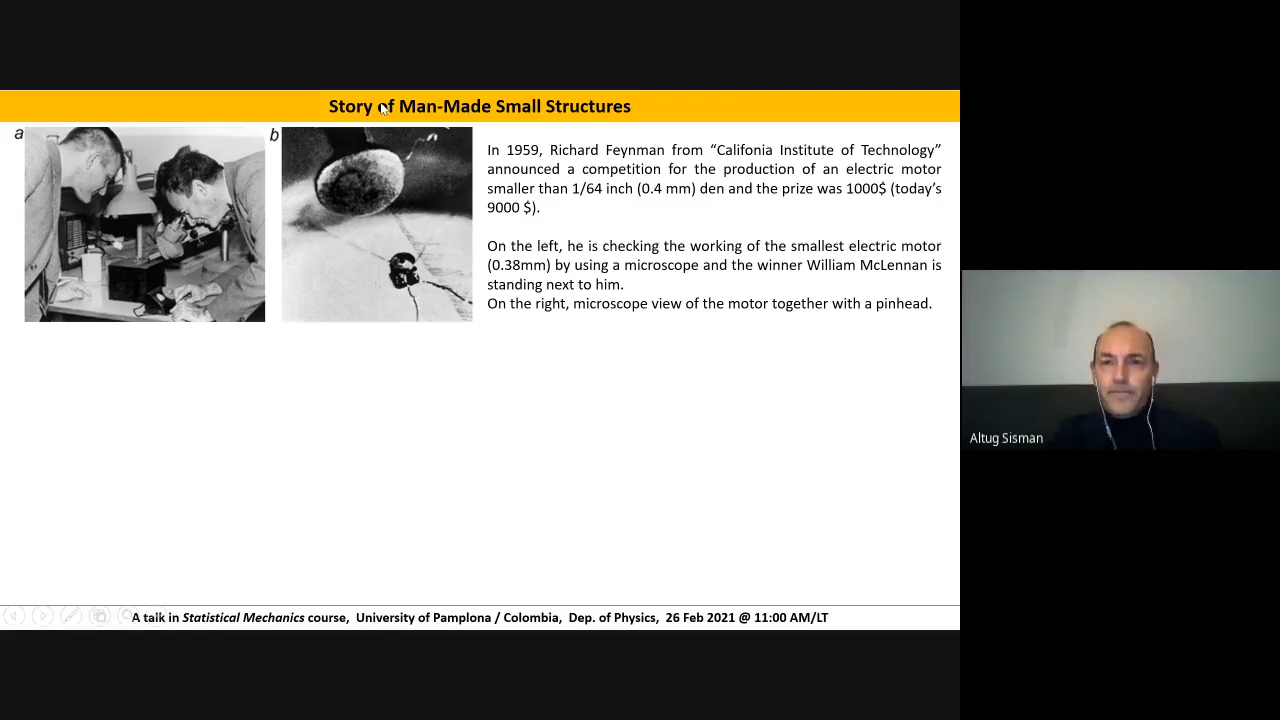 Story of Man-Made Small Structures
a
b
In 1959, Richard Feynman from “Califonia Institute of Technology”
announced a competition for the production of an electric motor
smaller than 1/64 inch (0.4 mm) den and the prize was 1000$ (today’s
9000 $).
On the left, he is checking the working of the smallest electric motor
(0.38mm) by using a microscope and the winner William McLennan is
standing next to him.
On the right, microscope view of the motor together with a pinhead.
Altug Sisman
A talk in Statistical Mechanics course, University of Pamplona / Colombia, Dep. of Physics, 26 Feb 2021 @ 11:00 AM/LT